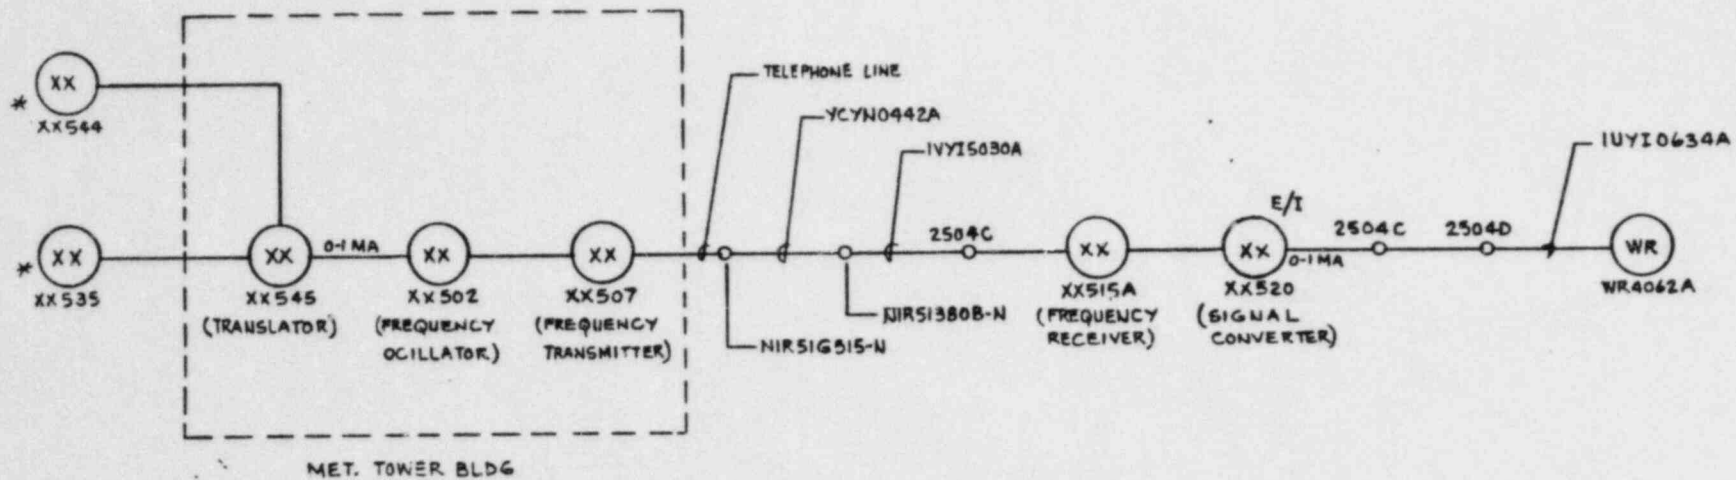 TELEPHONE LINE
XX
*
XX544
YCYN0442A
IVYI5030A
IUYI0634A
E/I
XX
*
XX535
XX
XX545
(TRANSLATOR)
0-1 MA
XX
XX502
(FREQUENCY
OCILLATOR)
XX
XX507
(FREQUENCY
TRANSMITTER)
2504C
XX
XX515A
(FREQUENCY
RECEIVER)
XX
0-1 MA
XX520
(SIGNAL
CONVERTER)
2504C
2504D
WR
WR4062A
NIR51380B-N
NIR51G515-N
MET. TOWER BLDG